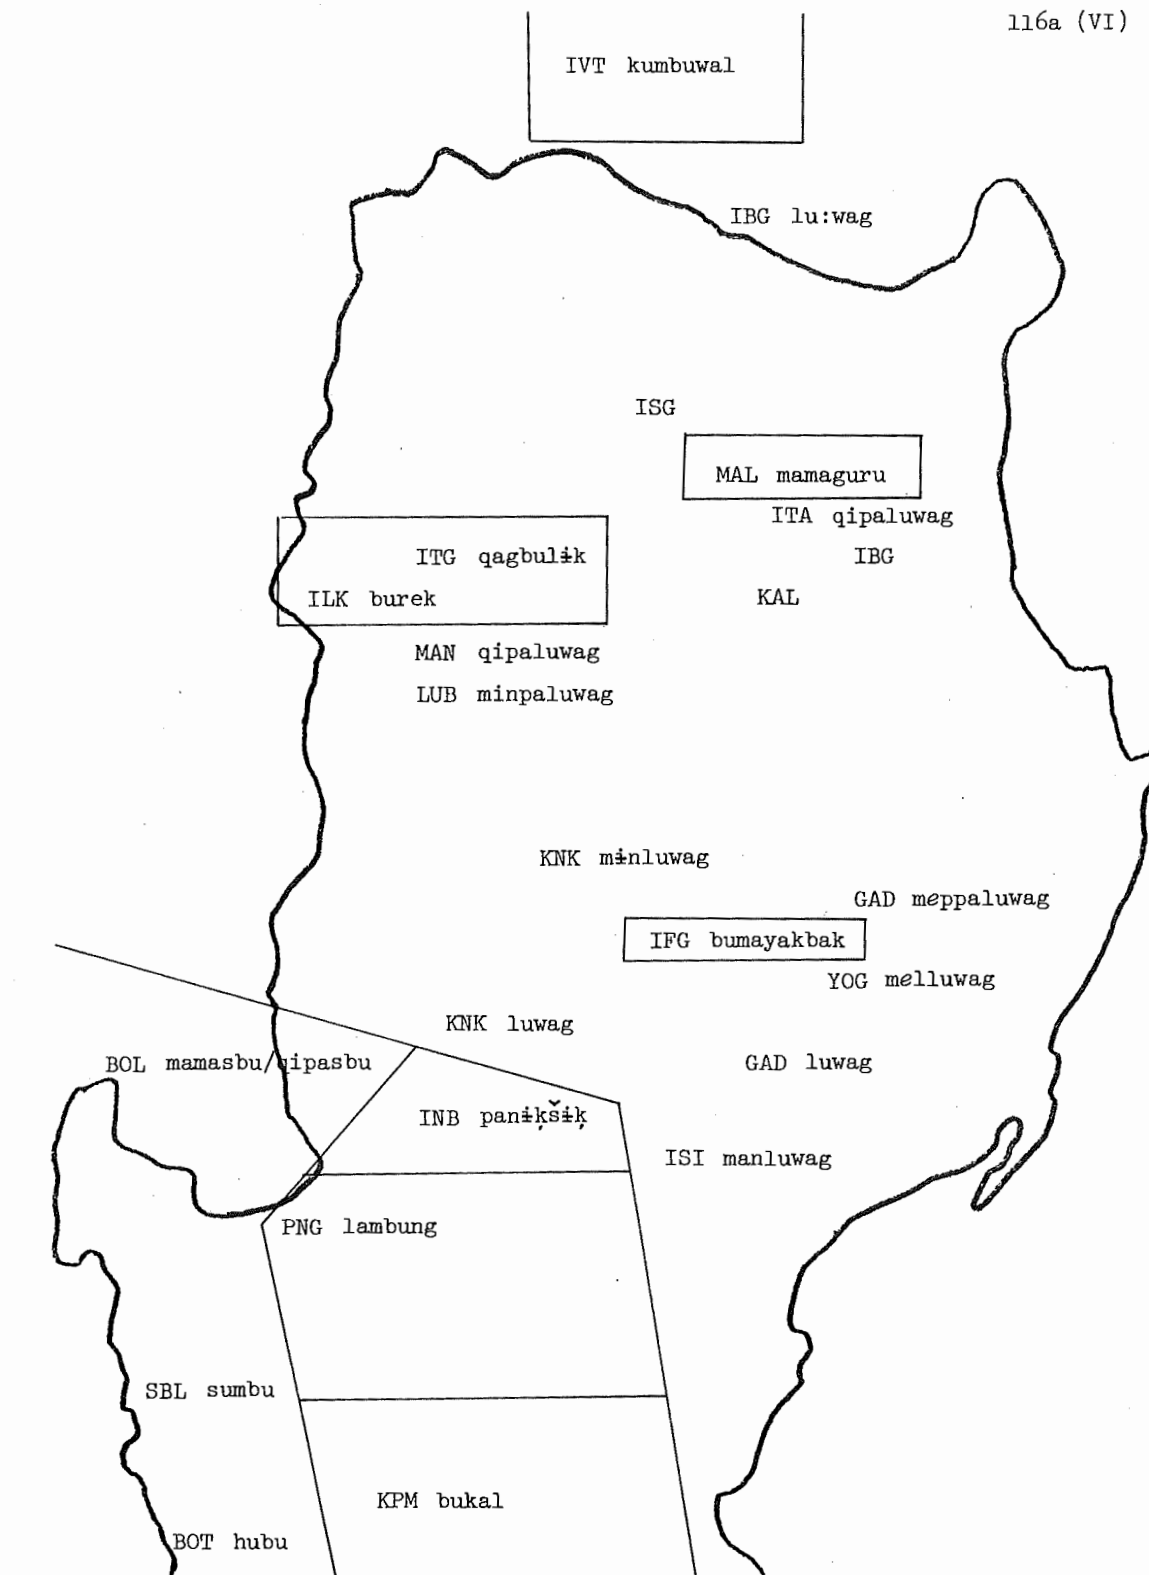 116a (VI)
IVT kumbuwal
IBG lu:wag
ISG
MAL mamaguru
ITA qipaluwag
ITG qagbulɨk
IBG
ILK burek
KAL
MAN qipaluwag
LUB minpaluwag
KNK mɨnluwag
GAD meppaluwag
IFG bumayakbak
YOG melluwag
KNK luwag
BOL mamasbu/qipasbu
GAD luwag
INB panɨḳšɨḳ
ISI manluwag
PNG lambung
SBL sumbu
KPM bukal
BOT hubu